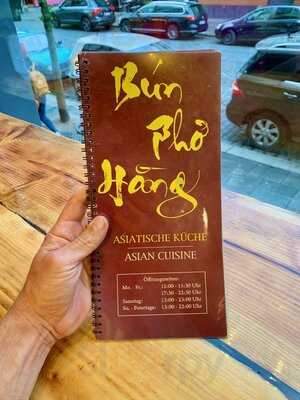 Bún
Phở
Hằng
ASIATISCHE KÜCHE
ASIAN CUISINE
Öffnungszeiten:
Mo. - Fr.: 11:00 - 15:30 Uhr
17:30 - 22:30 Uhr
Samstag: 13:00 - 23:00 Uhr
So. - Feiertage: 13:00 - 22:00 Uhr